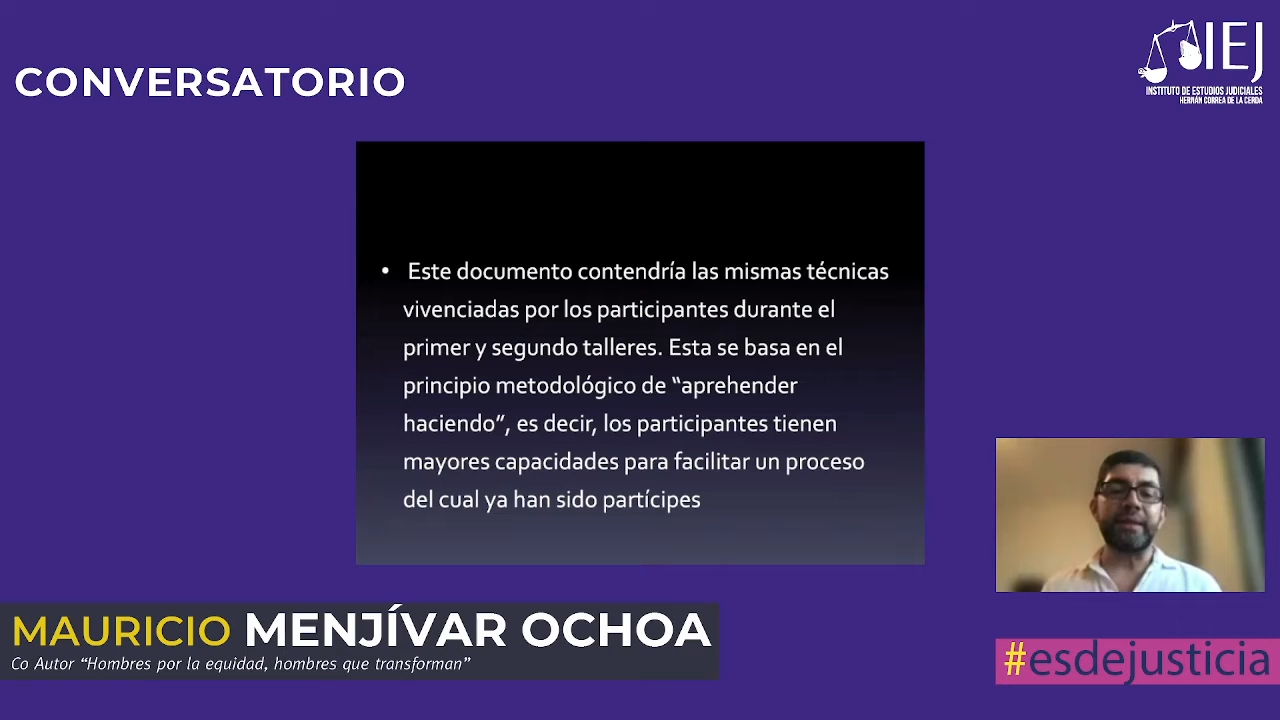 CONVERSATORIO
IEJ
INSTITUTO DE ESTUDIOS JUDICIALES
HERNÁN CORREA DE LA CERDA
• Este documento contendría las mismas técnicas
vivenciadas por los participantes durante el
primer y segundo talleres. Esta se basa en el
principio metodológico de “aprehender
haciendo”, es decir, los participantes tienen
mayores capacidades para facilitar un proceso
del cual ya han sido partícipes
MAURICIO MENJÍVAR OCHOA
Co Autor “Hombres por la equidad, hombres que transforman”
#esdejusticia